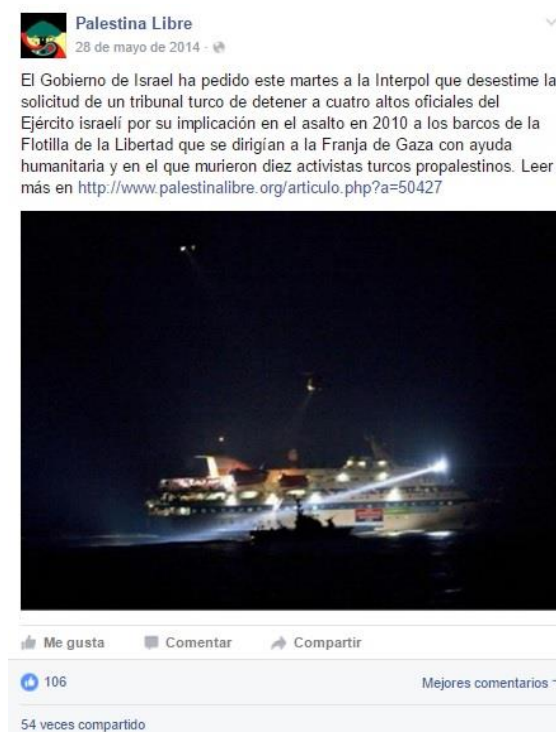 Palestina Libre
28 de mayo de 2014 ·
El Gobierno de Israel ha pedido este martes a la Interpol que desestime la
solicitud de un tribunal turco de detener a cuatro altos oficiales del
Ejército israelí por su implicación en el asalto en 2010 a los barcos de la
Flotilla de la Libertad que se dirigían a la Franja de Gaza con ayuda
humanitaria y en el que murieron diez activistas turcos propalestinos. Leer
más en http://www.palestinalibre.org/articulo.php?a=50427
Me gusta Comentar Compartir
106 Mejores comentarios
54 veces compartido